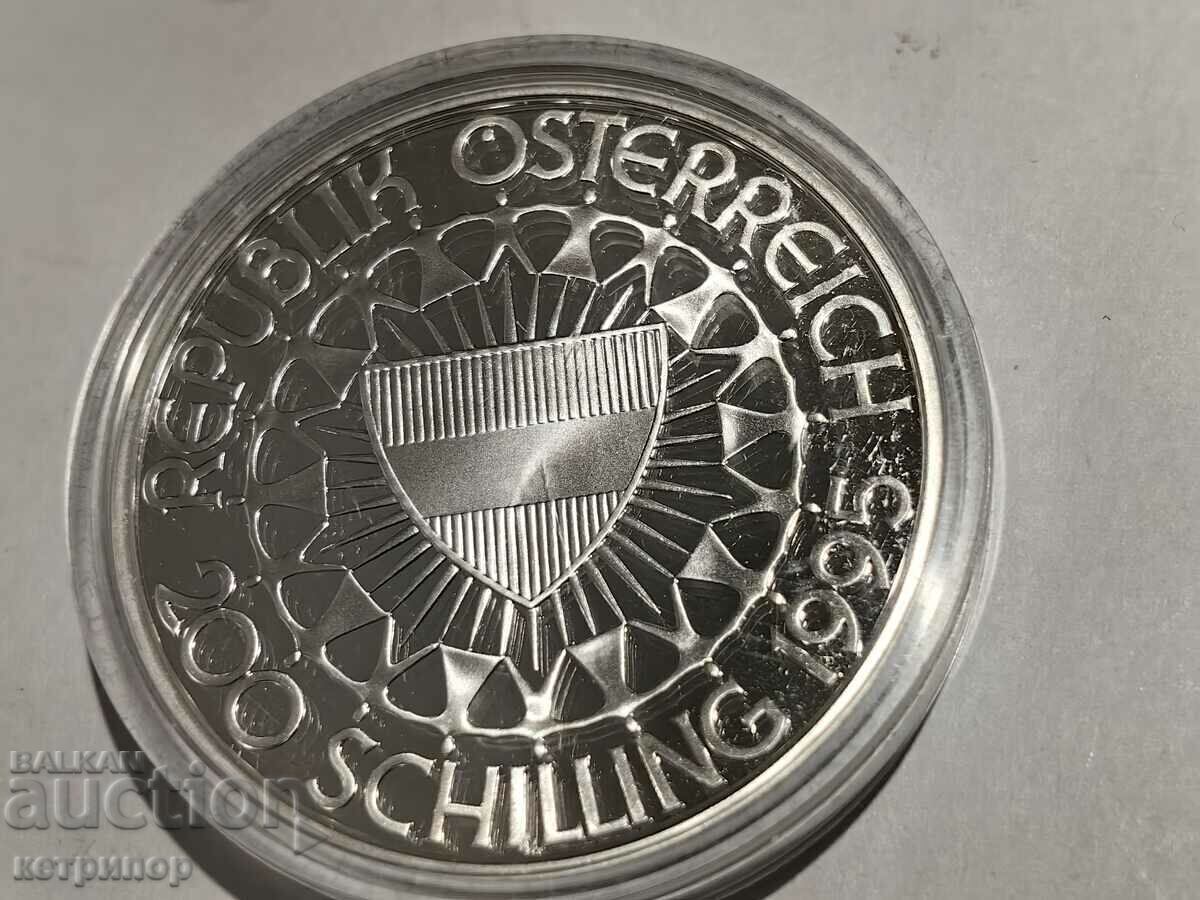 REPUBLIK ÖSTERREICH 1995
200 SCHILLING
BALKAN
auction
кетрипор